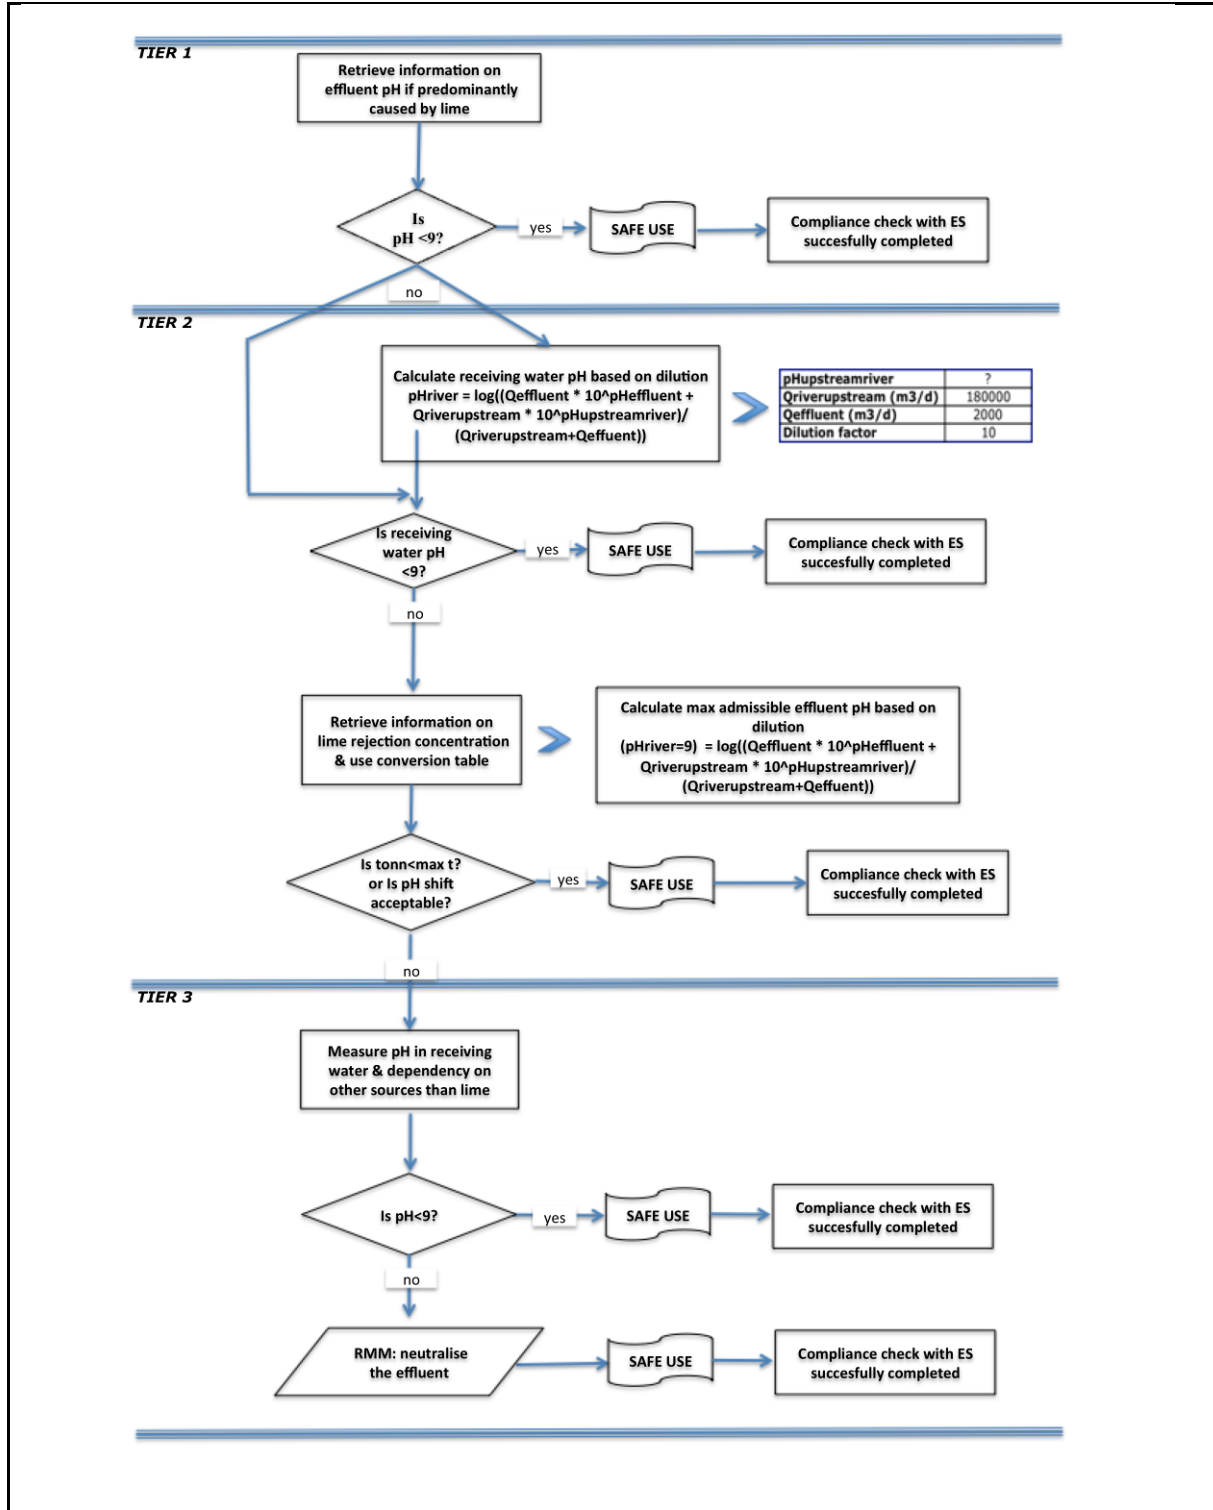 TIER 1
Retrieve information on
effluent pH if predominantly
caused by lime
Is
pH <9?
yes
SAFE USE
Compliance check with ES
succesfully completed
no
TIER 2
Calculate receiving water pH based on dilution
pHriver = log((Qeffluent * 10^pHeffluent +
Qriverupstream * 10^pHupstreamriver)/
(Qriverupstream+Qeffuent))
pHupstreamriver ?
Qriverupstream (m3/d) 180000
Qeffluent (m3/d) 2000
Dilution factor 10
Is receiving
water pH
<9?
yes
SAFE USE
Compliance check with ES
succesfully completed
no
Retrieve information on
lime rejection concentration
& use conversion table
Calculate max admissible effluent pH based on
dilution
(pHriver=9) = log((Qeffluent * 10^pHeffluent +
Qriverupstream * 10^pHupstreamriver)/
(Qriverupstream+Qeffuent))
Is tonn<max t?
or Is pH shift
acceptable?
yes
SAFE USE
Compliance check with ES
succesfully completed
no
TIER 3
Measure pH in receiving
water & dependency on
other sources than lime
Is pH<9?
yes
SAFE USE
Compliance check with ES
succesfully completed
no
RMM: neutralise
the effluent
SAFE USE
Compliance check with ES
succesfully completed